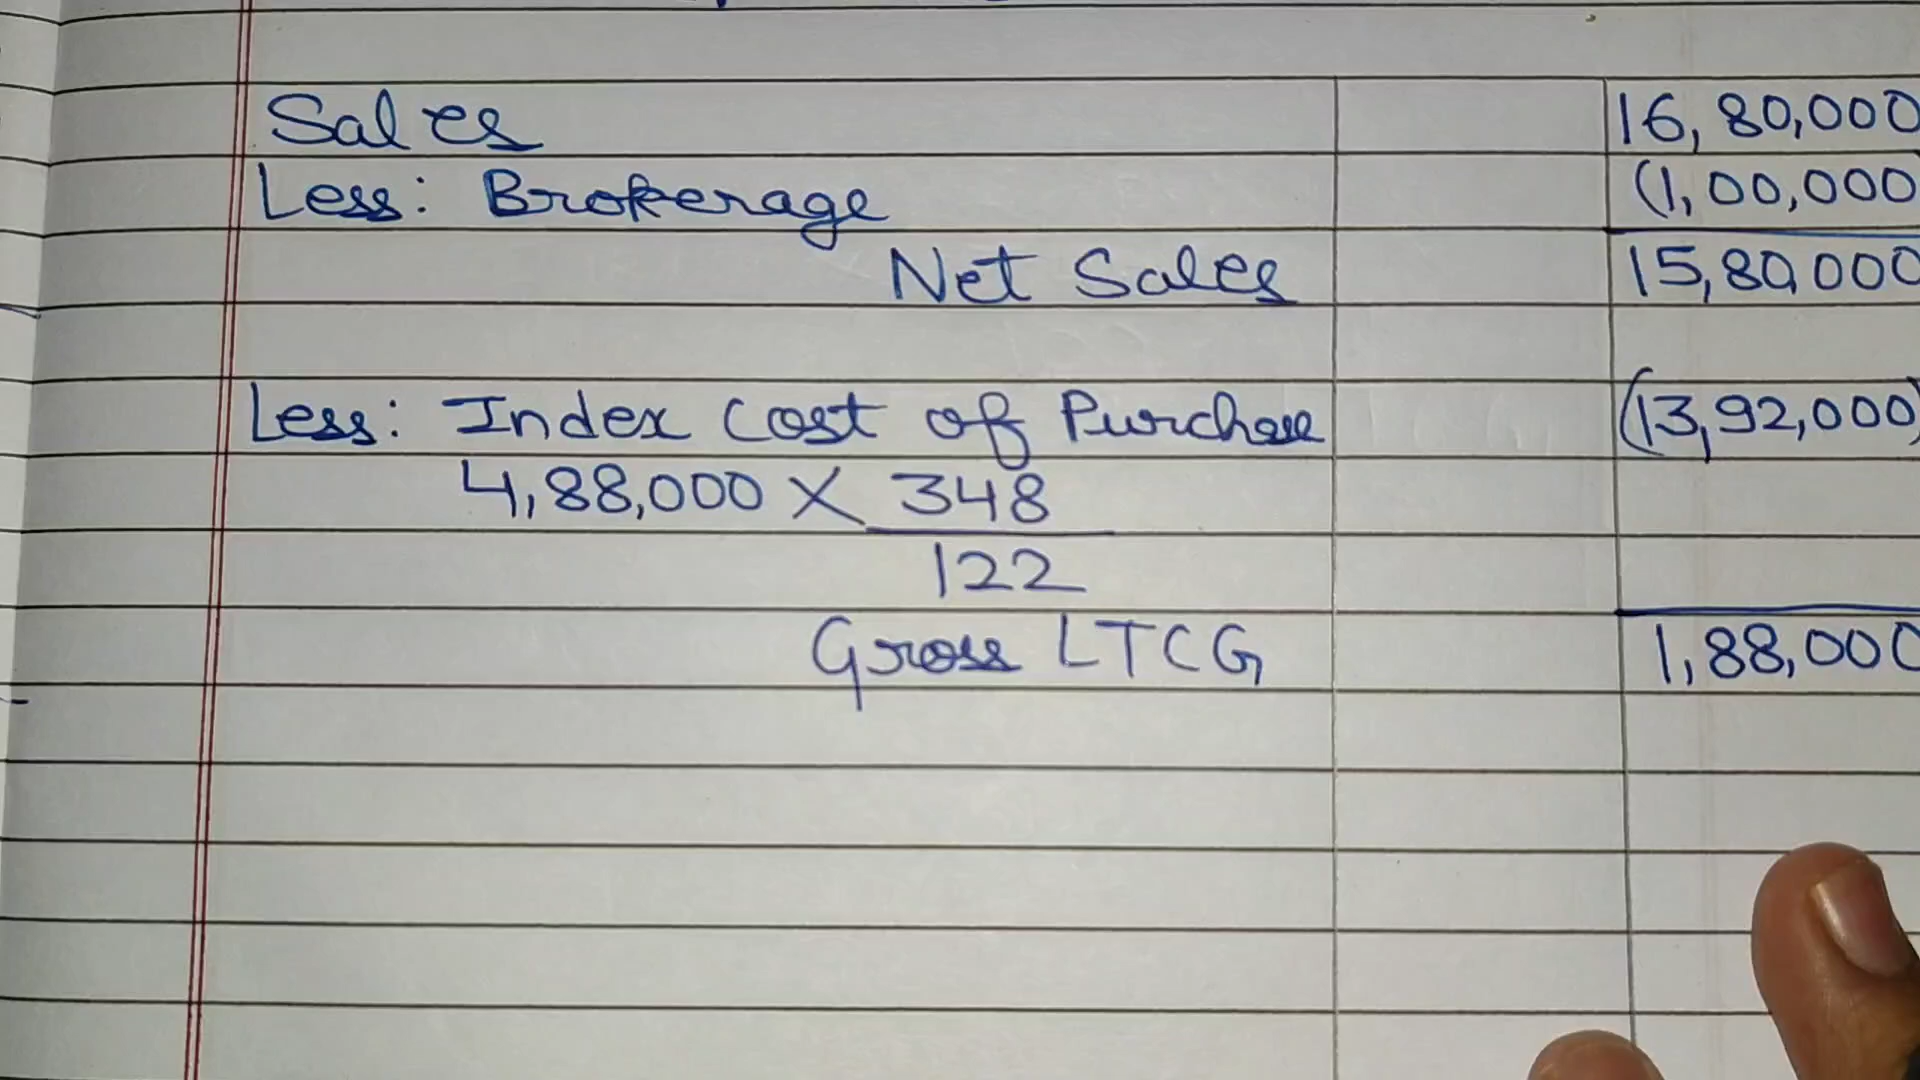 Sales 16,80,000
Less: Brokerage (1,00,000)
Net Sales 15,80,000
Less: Index Cost of Purchase (13,92,000)
4,88,000 X 348
122
Gross LTCG 1,88,000